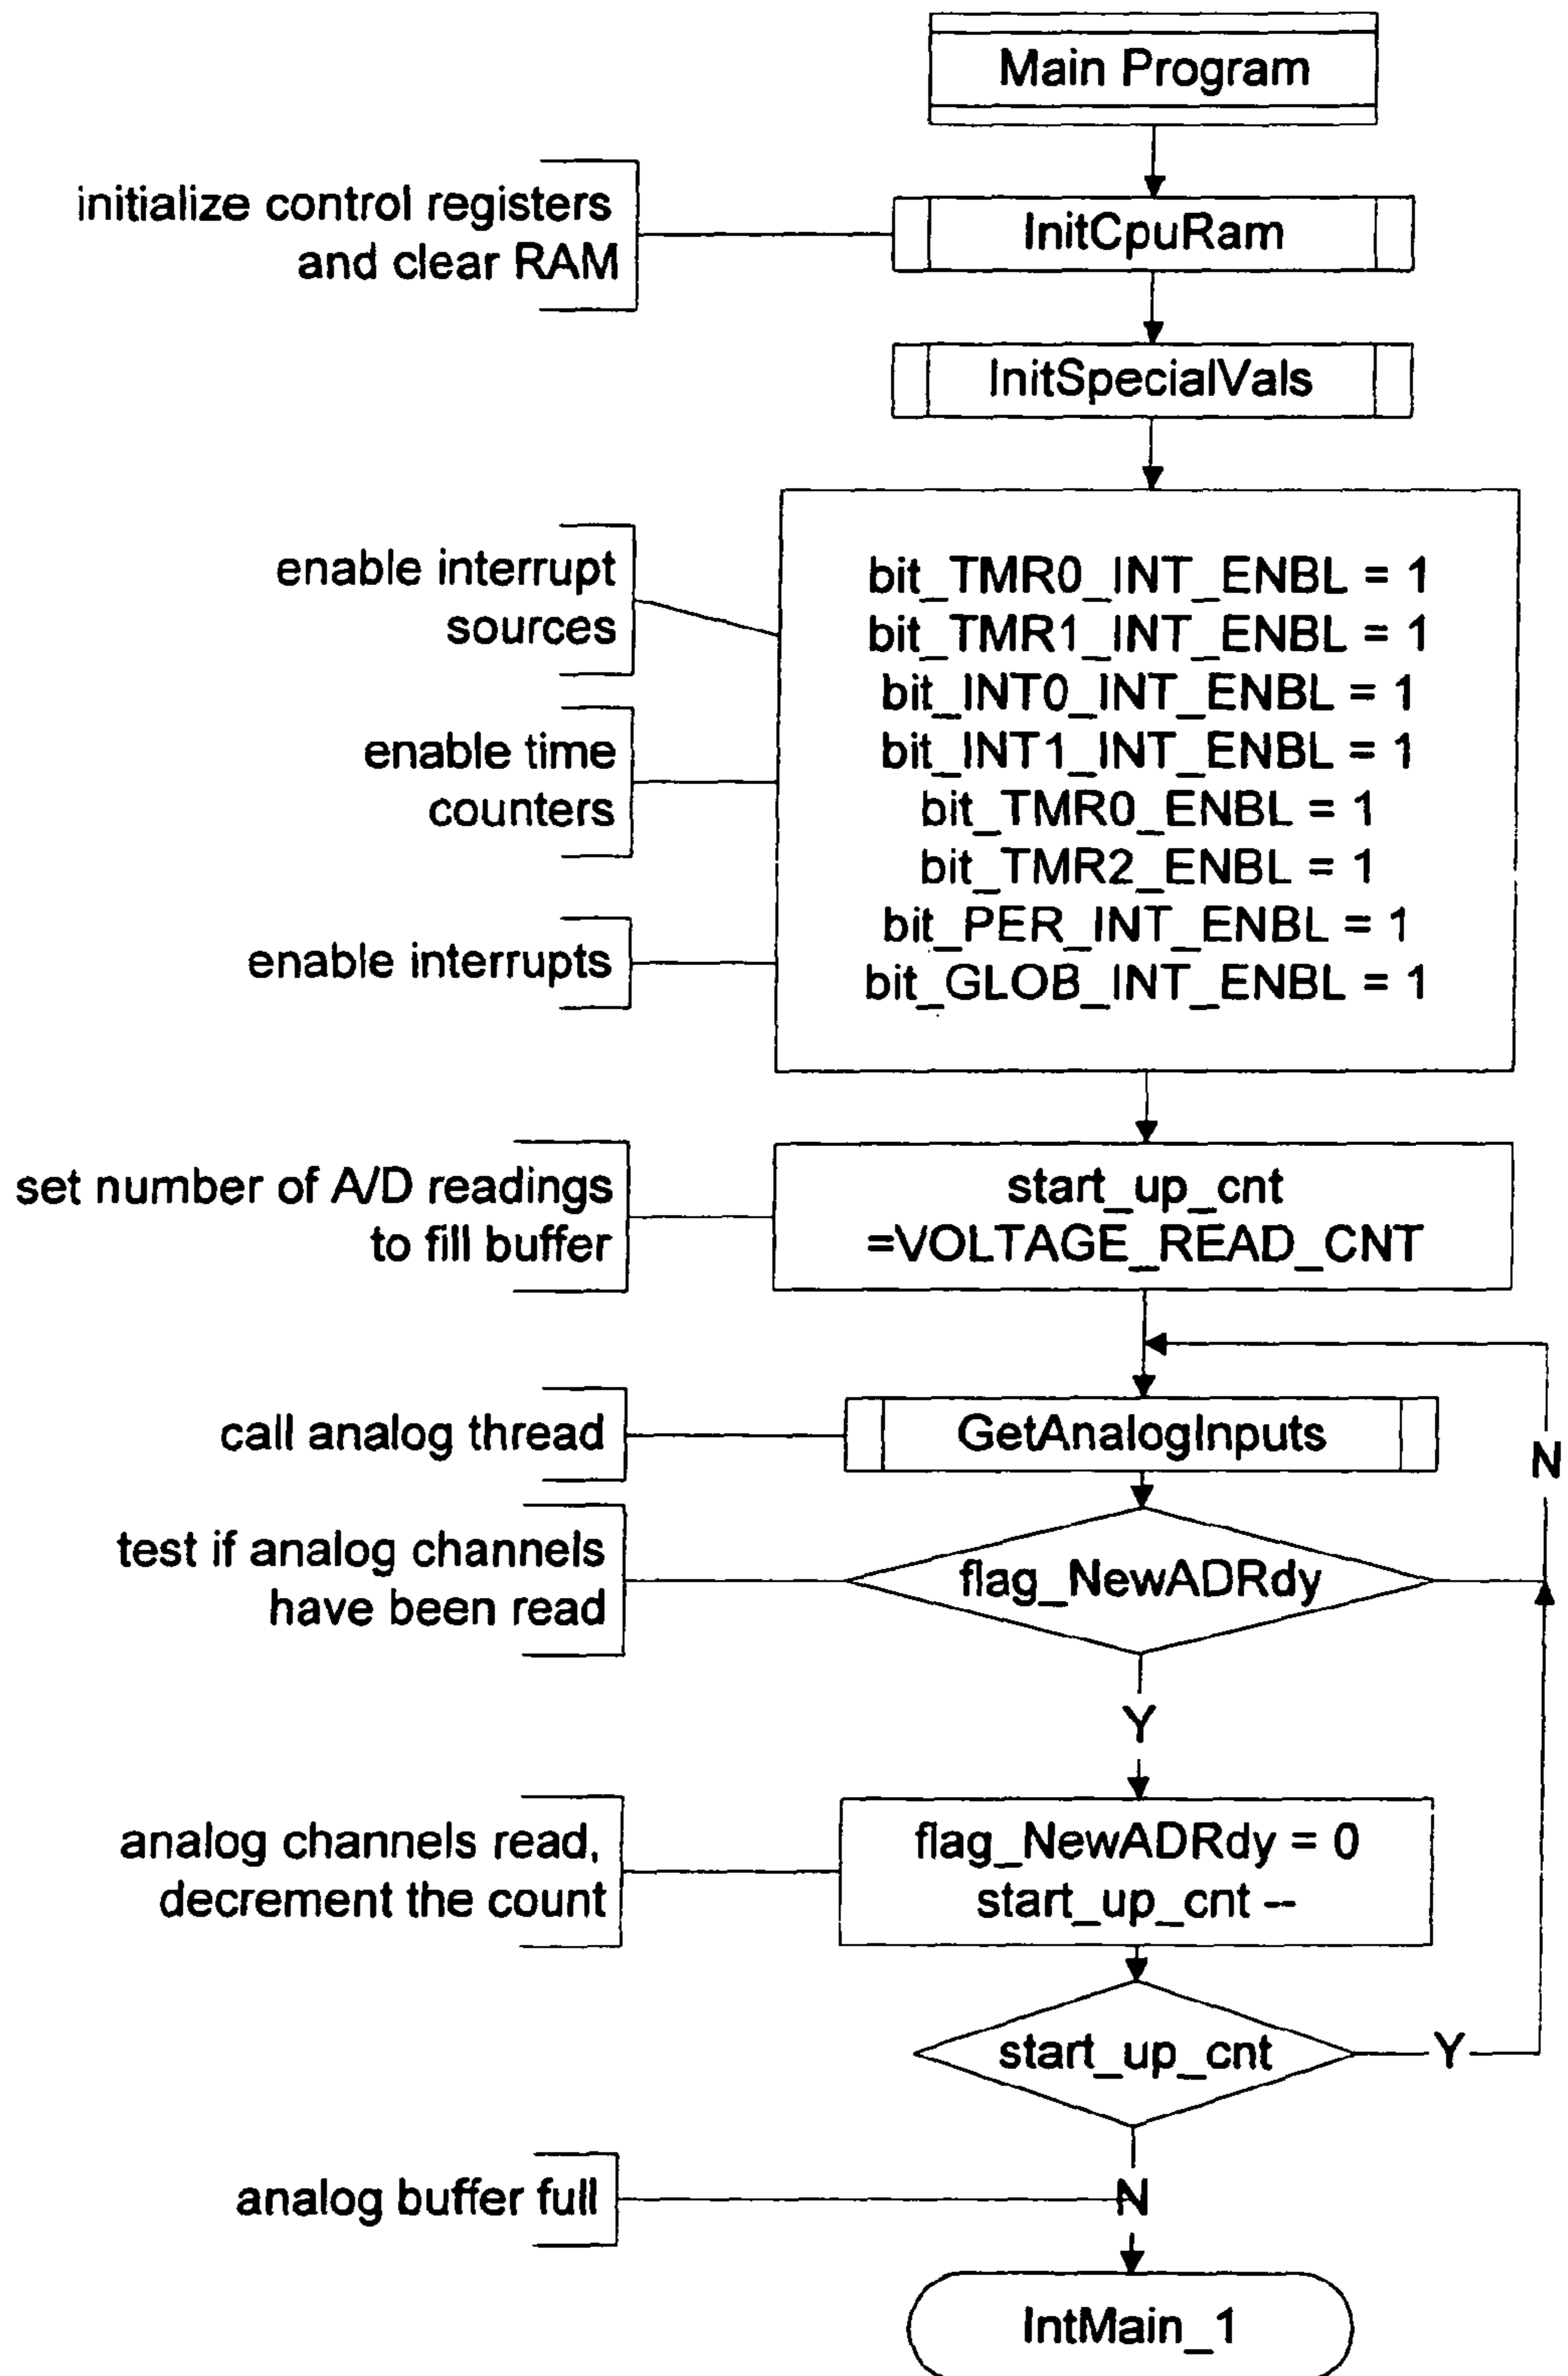 Main Program
initialize control registers
and clear RAM
InitCpuRam
InitSpecialVals
enable interrupt
sources
enable time
counters
enable interrupts
bit_TMR0_INT_ENBL = 1
bit_TMR1_INT_ENBL = 1
bit_INT0_INT_ENBL = 1
bit_INT1_INT_ENBL = 1
bit_TMR0_ENBL = 1
bit_TMR2_ENBL = 1
bit_PER_INT_ENBL = 1
bit_GLOB_INT_ENBL = 1
set number of A/D readings
to fill buffer
start_up_cnt
=VOLTAGE_READ_CNT
call analog thread
GetAnalogInputs
N
test if analog channels
have been read
flag_NewADRdy
Y
analog channels read,
decrement the count
flag_NewADRdy = 0
start_up_cnt --
start_up_cnt
Y
analog buffer full
N
IntMain_1